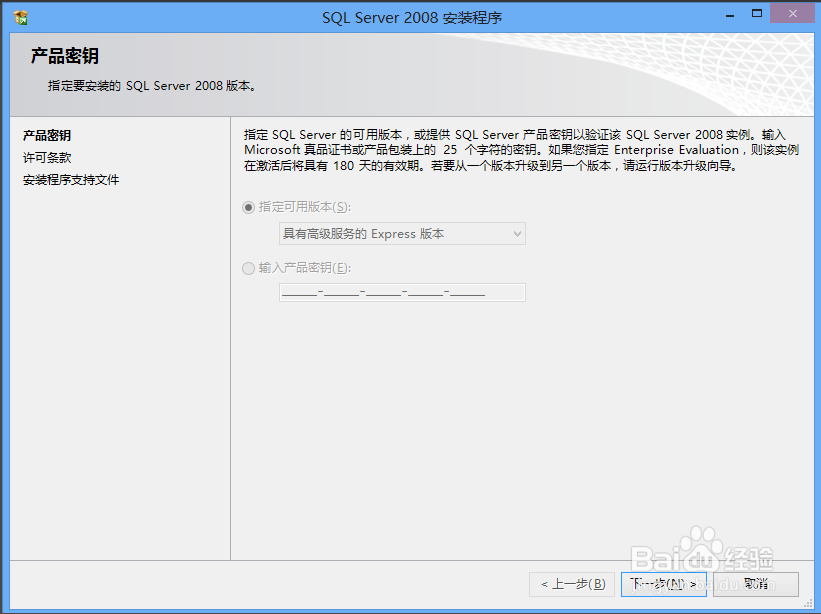 SQL Server 2008 安装程序
产品密钥
指定要安装的 SQL Server 2008 版本。
产品密钥
许可条款
安装程序支持文件
指定 SQL Server 的可用版本，或提供 SQL Server 产品密钥以验证该 SQL Server 2008 实例。输入
Microsoft 真品证书或产品包装上的 25 个字符的密钥。如果您指定 Enterprise Evaluation，则该实例
在激活后将具有 180 天的有效期。若要从一个版本升级到另一个版本，请运行版本升级向导。
指定可用版本(S):
具有高级服务的 Express 版本
输入产品密钥(E):
_____-_____-_____-_____-_____
< 上一步(B) 下一步(N) > 取消
Baidu 经验
jingyan.baidu.com